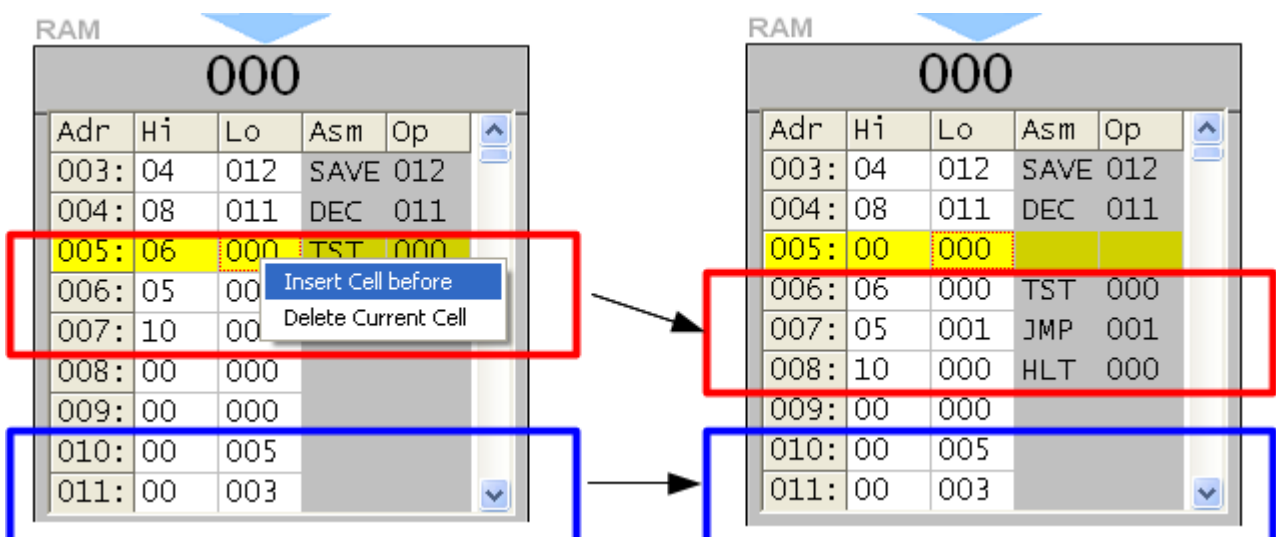 RAM
000
Adr Hi Lo Asm Op
003: 04 012 SAVE 012
004: 08 011 DEC 011
005: 06 000 TST 000
006: 05 00
007: 10 00
Insert Cell before
Delete Current Cell
008: 00 000
009: 00 000
010: 00 005
011: 00 003
RAM
000
Adr Hi Lo Asm Op
003: 04 012 SAVE 012
004: 08 011 DEC 011
005: 00 000
006: 06 000 TST 000
007: 05 001 JMP 001
008: 10 000 HLT 000
009: 00 000
010: 00 005
011: 00 003